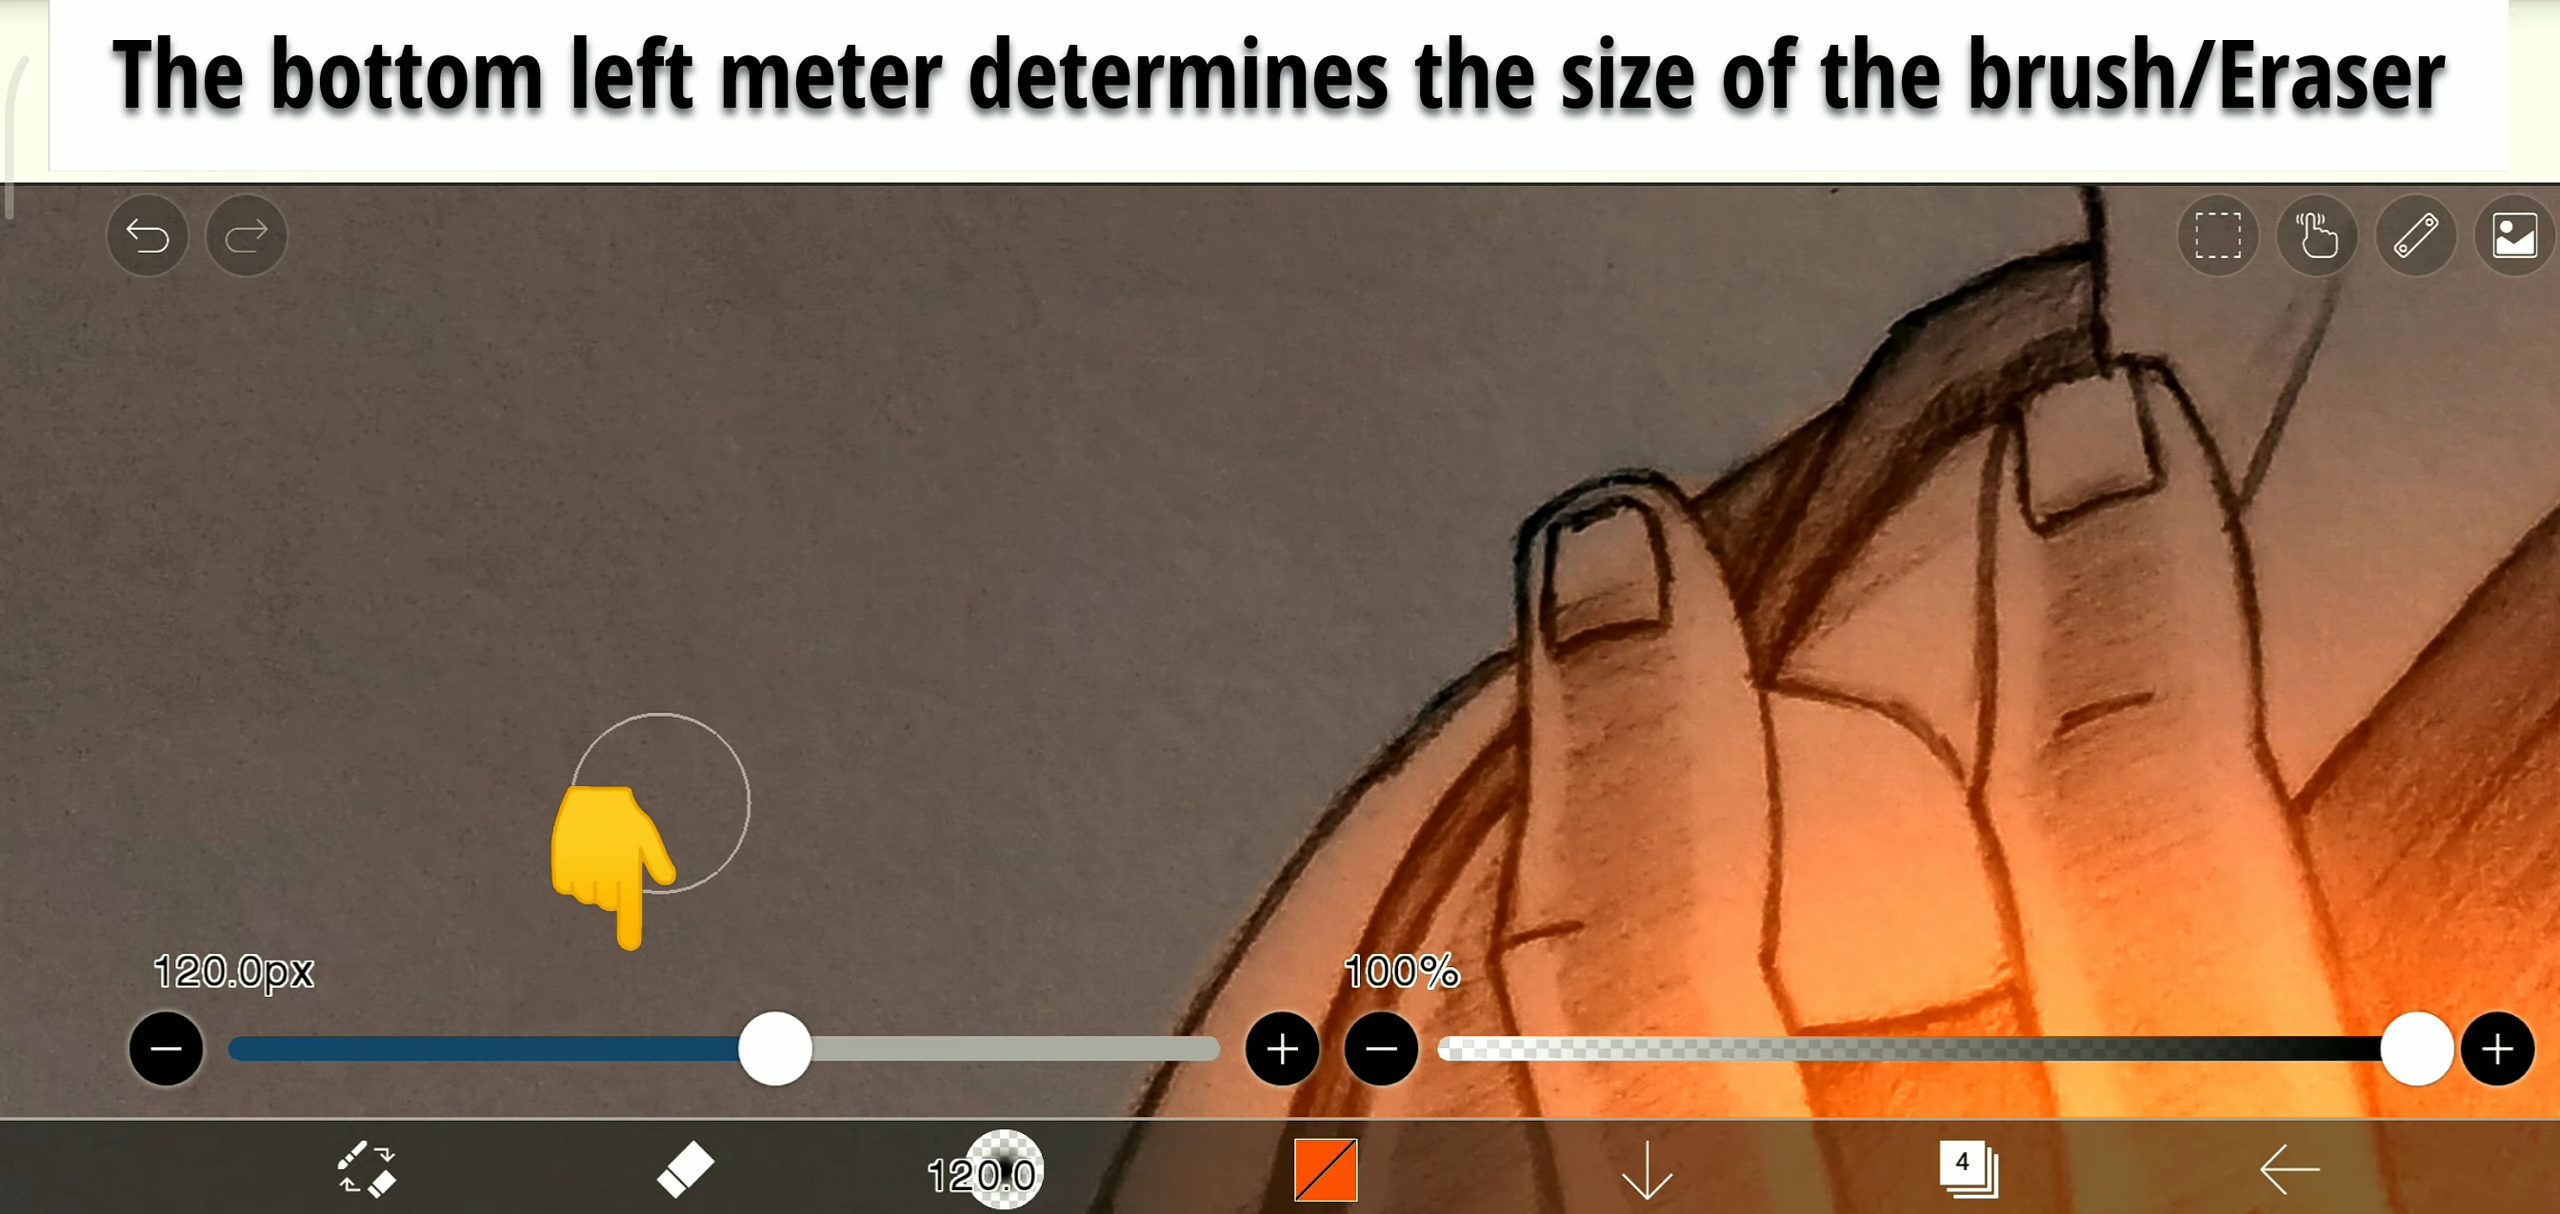 The bottom left meter determines the size of the brush/Eraser
120.0px
100%
120.0
4